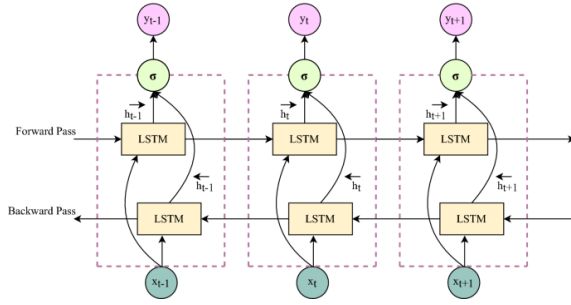 yt-1 yt yt+1
σ σ σ
→ht-1 →ht →ht+1
Forward Pass LSTM LSTM LSTM
←ht-1 ←ht ←ht+1
Backward Pass LSTM LSTM LSTM
xt-1 xt xt+1